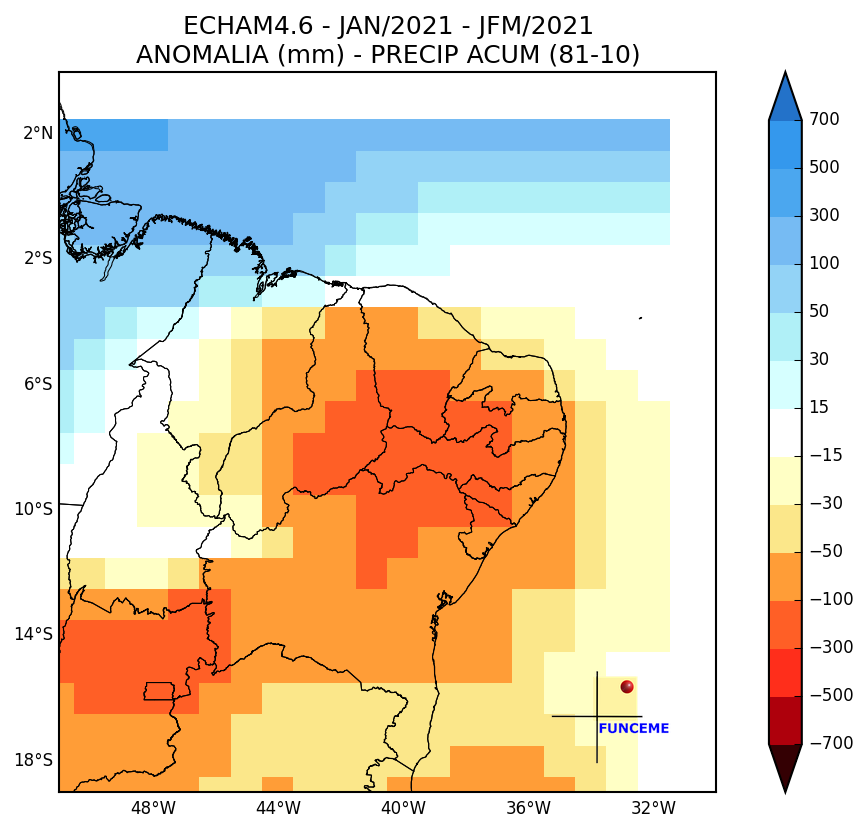 ECHAM4.6 - JAN/2021 - JFM/2021
ANOMALIA (mm) - PRECIP ACUM (81-10)
2°N
2°S
6°S
10°S
14°S
18°S
48°W
44°W
40°W
36°W
32°W
700
500
300
100
50
30
15
−15
−30
−50
−100
−300
−500
−700
FUNCEME